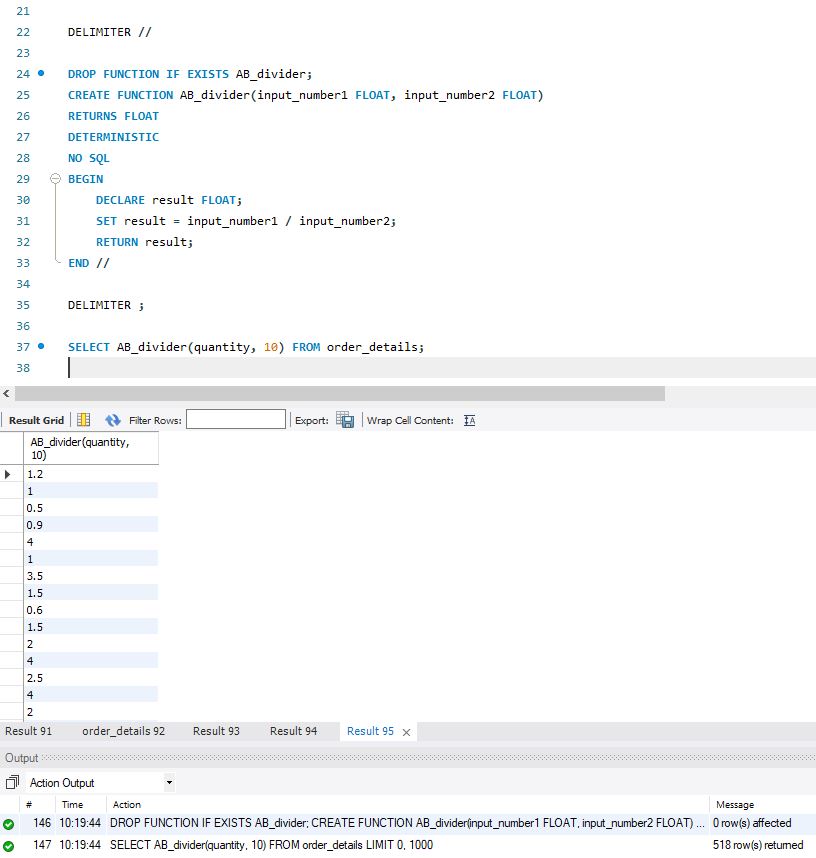 21
22 DELIMITER //
23
24 DROP FUNCTION IF EXISTS AB_divider;
25 CREATE FUNCTION AB_divider(input_number1 FLOAT, input_number2 FLOAT)
26 RETURNS FLOAT
27 DETERMINISTIC
28 NO SQL
29 BEGIN
30 DECLARE result FLOAT;
31 SET result = input_number1 / input_number2;
32 RETURN result;
33 END //
34
35 DELIMITER ;
36
37 SELECT AB_divider(quantity, 10) FROM order_details;
38
Result Grid Filter Rows: Export: Wrap Cell Content:
AB_divider(quantity,
10)
1.2
1
0.5
0.9
4
1
3.5
1.5
0.6
1.5
2
4
2.5
4
2
Result 91 order_details 92 Result 93 Result 94 Result 95
Output
Action Output
# Time Action Message
146 10:19:44 DROP FUNCTION IF EXISTS AB_divider; CREATE FUNCTION AB_divider(input_number1 FLOAT, input_number2 FLOAT) ... 0 row(s) affected
147 10:19:44 SELECT AB_divider(quantity, 10) FROM order_details LIMIT 0, 1000 518 row(s) returned